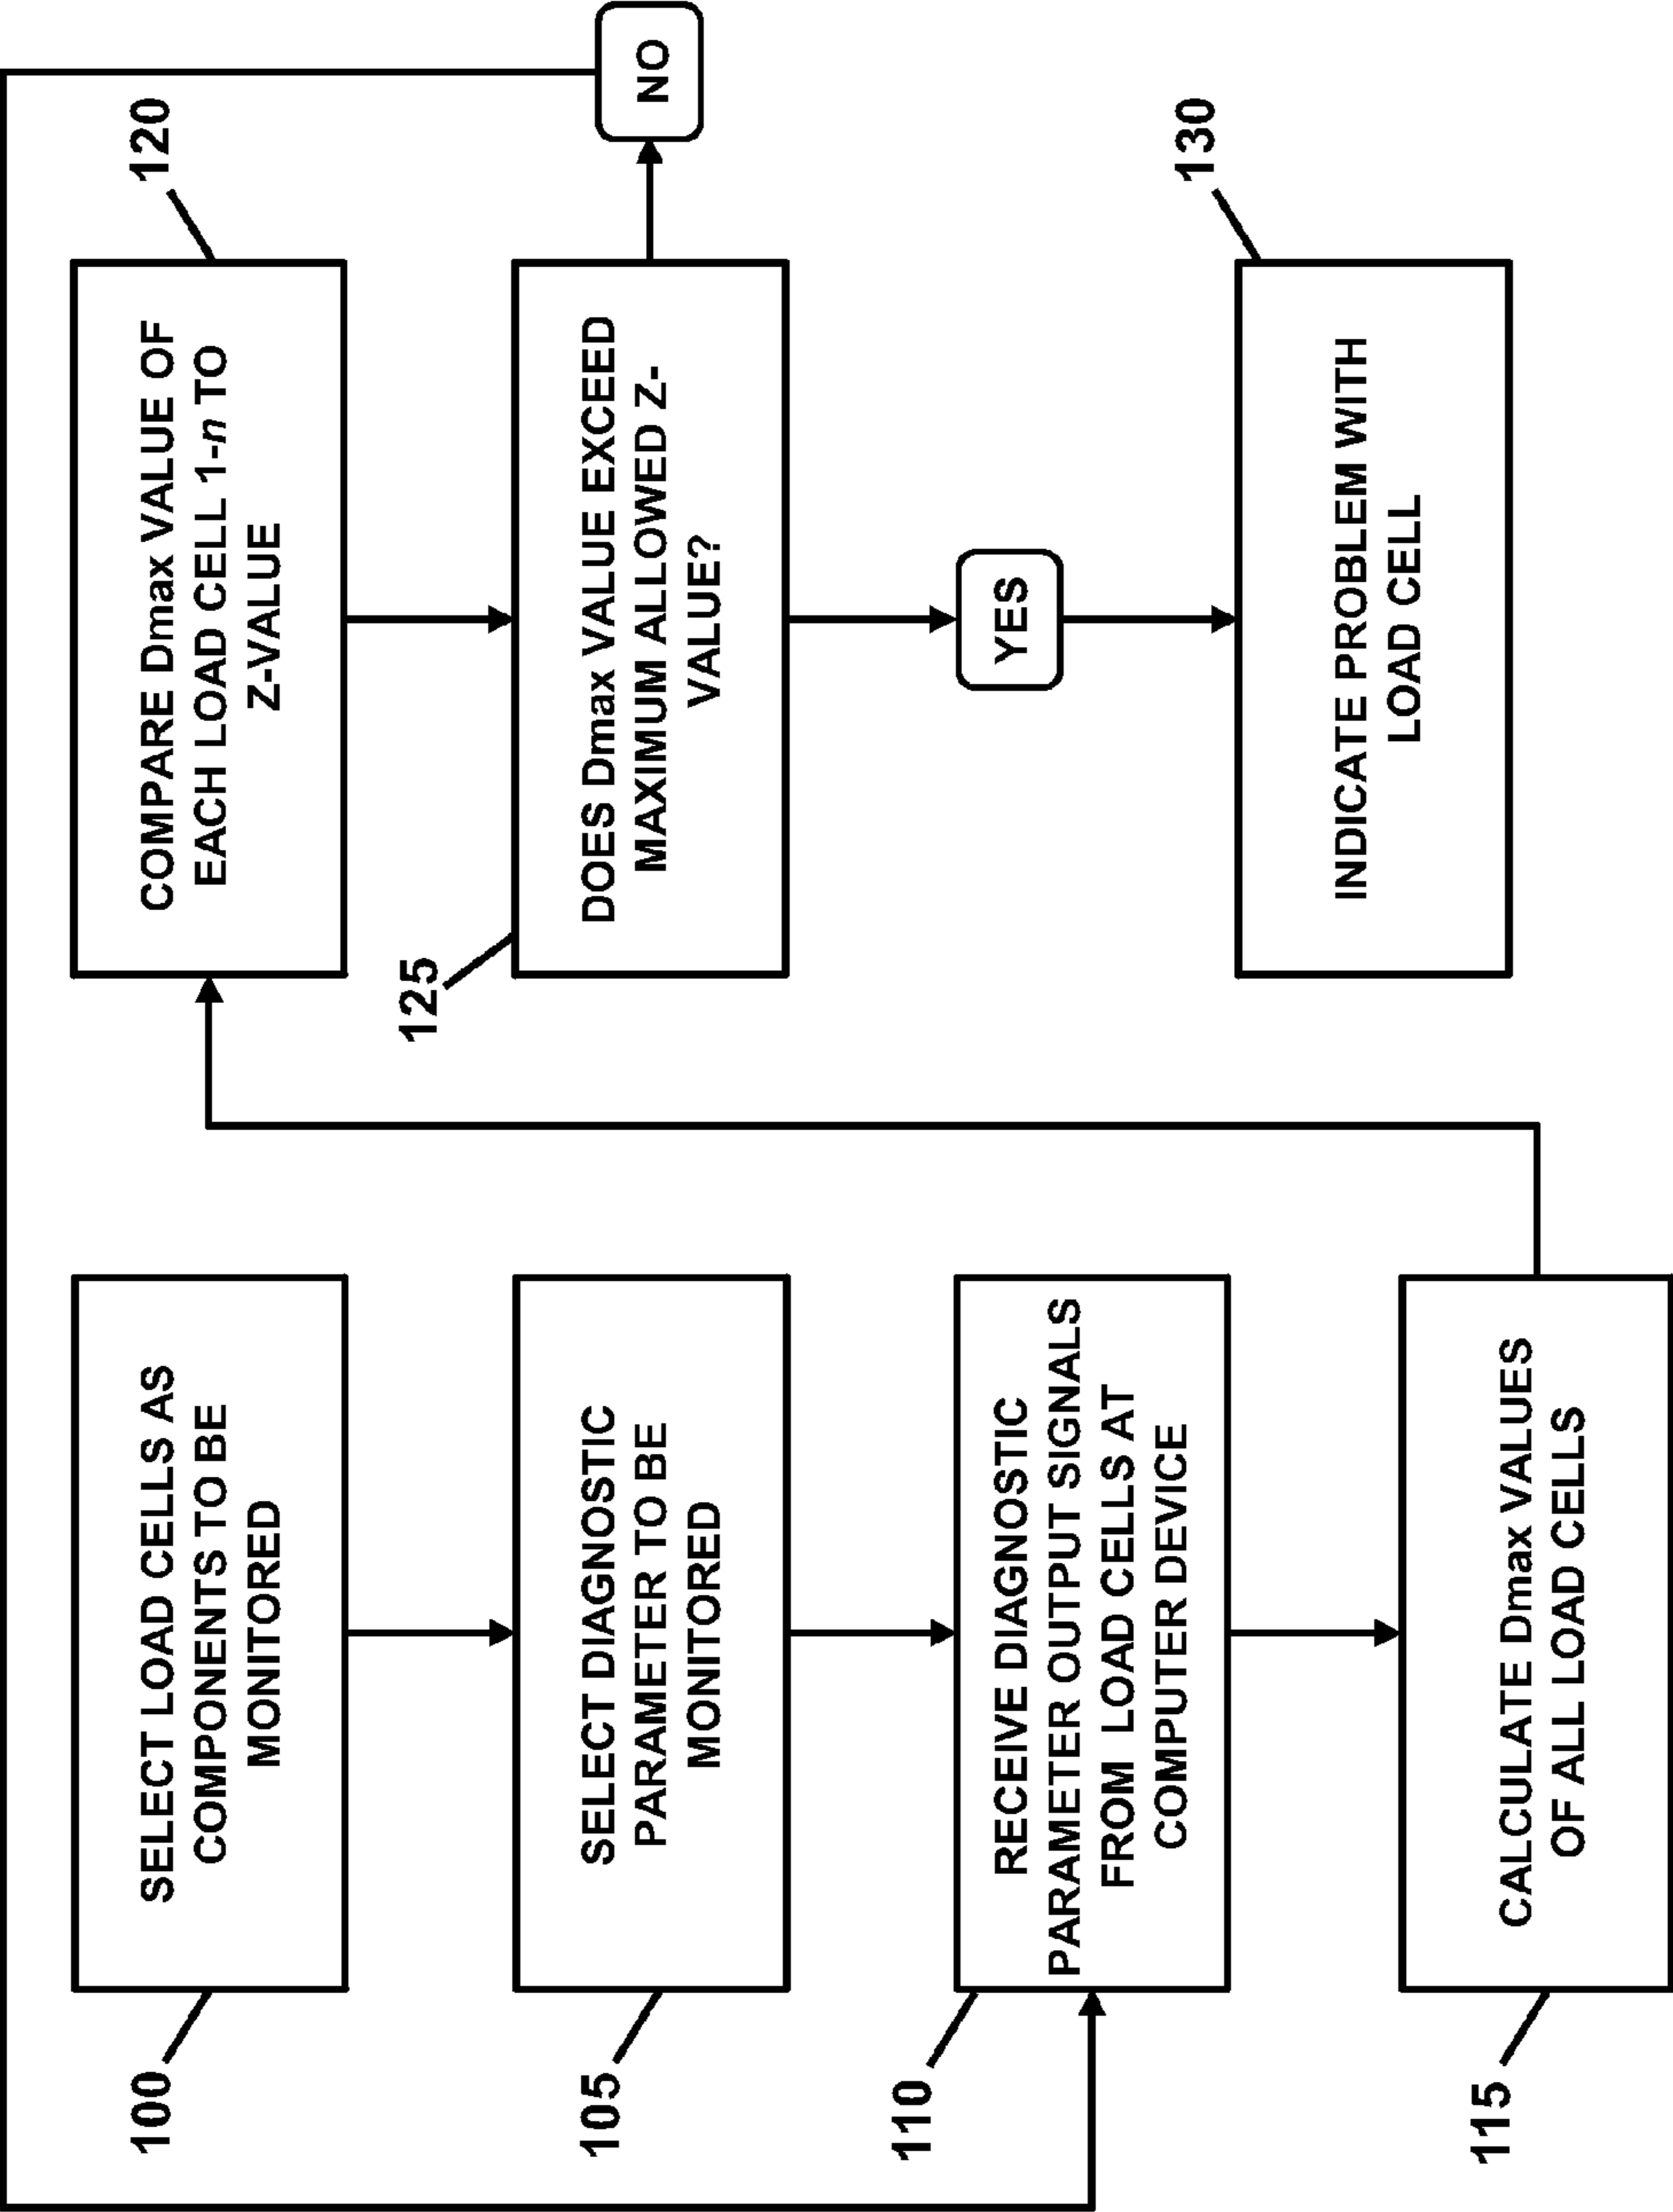 100
SELECT LOAD CELLS AS
COMPONENTS TO BE
MONITORED
105
SELECT DIAGNOSTIC
PARAMETER TO BE
MONITORED
110
RECEIVE DIAGNOSTIC
PARAMETER OUTPUT SIGNALS
FROM LOAD CELLS AT
COMPUTER DEVICE
115
CALCULATE Dmax VALUES
OF ALL LOAD CELLS
120
COMPARE Dmax VALUE OF
EACH LOAD CELL 1-n TO
Z-VALUE
125
DOES Dmax VALUE EXCEED
MAXIMUM ALLOWED Z-
VALUE?
NO
YES
130
INDICATE PROBLEM WITH
LOAD CELL